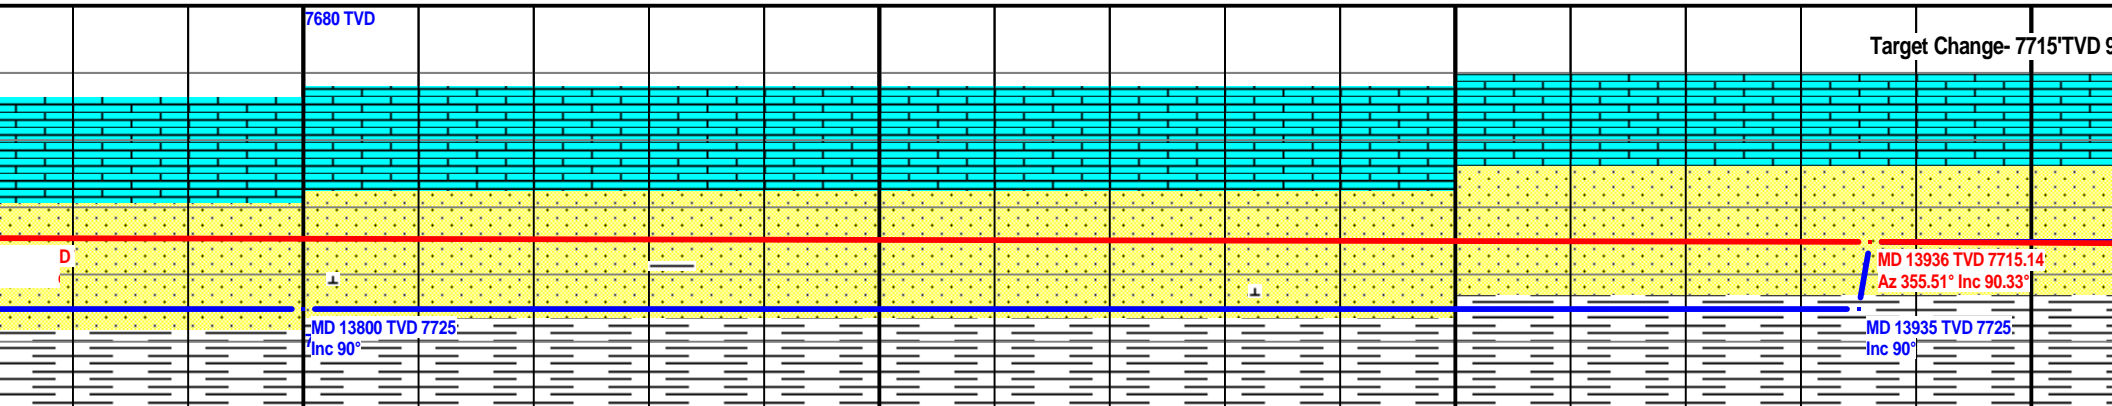 7680 TVD
Target Change- 7715'TVD 9
D
MD 13936 TVD 7715.14
Az 355.51° Inc 90.33°
MD 13800 TVD 7725
Inc 90°
MD 13935 TVD 7725
Inc 90°